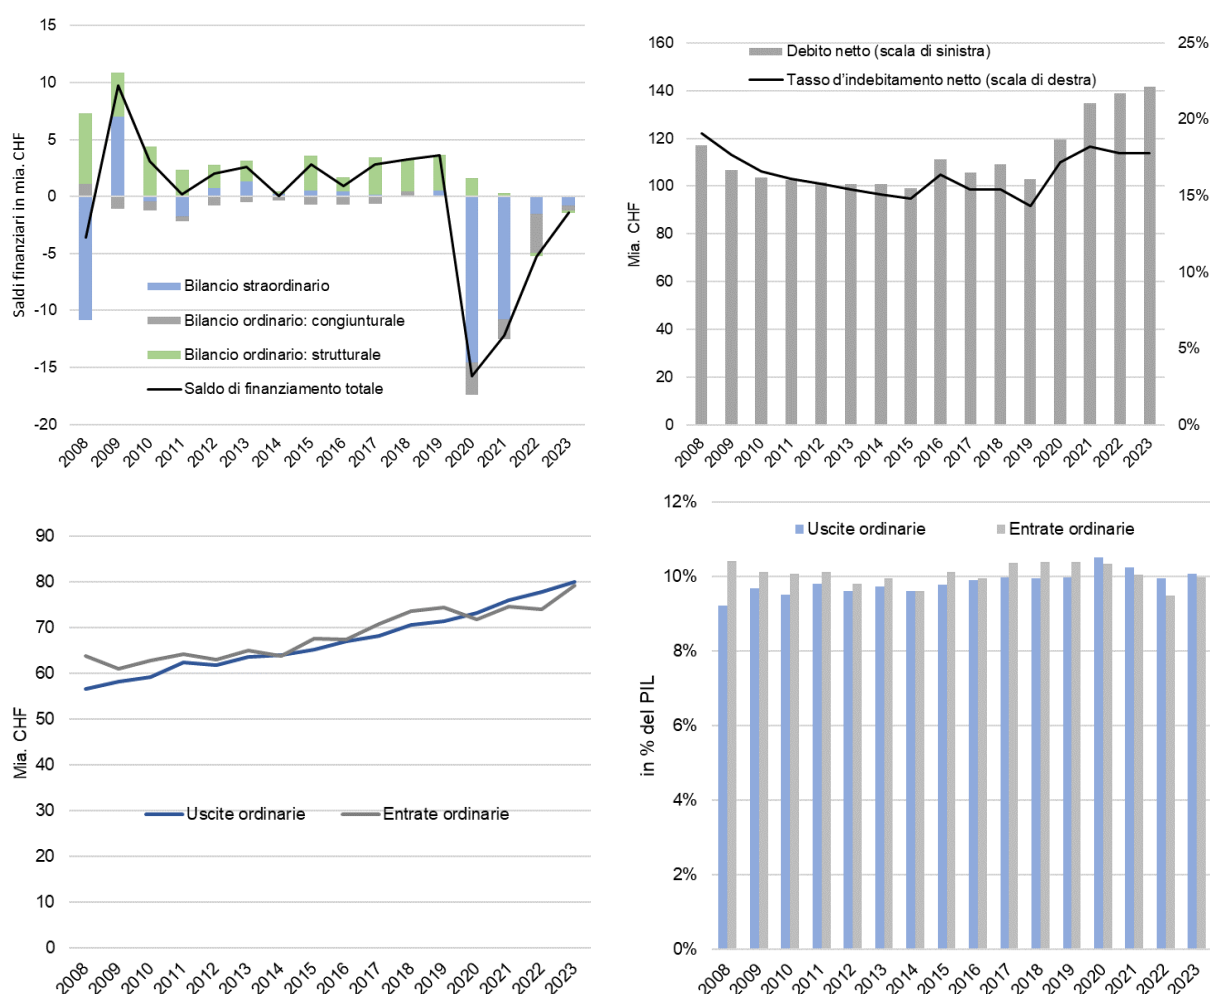 Saldi finanziari in mia.CHF
15
10
5
0
-5
-10
-15
-20
Bilancio straordinario
Bilancio ordinario: congiunturale
Bilancio ordinario: strutturale
Saldo di finanziamento totale
2008 2009 2010 2011 2012 2013 2014 2015 2016 2017 2018 2019 2020 2021 2022 2023
Mia. CHF
160
140
120
100
80
60
40
20
0
Debito netto (scala di sinistra)
Tasso d'indebitamento netto (scala di destra)
25%
20%
15%
10%
5%
0%
2008 2009 2010 2011 2012 2013 2014 2015 2016 2017 2018 2019 2020 2021 2022 2023
Mia. CHF
90
80
70
60
50
40
30
20
10
0
Uscite ordinarie Entrate ordinarie
2008 2009 2010 2011 2012 2013 2014 2015 2016 2017 2018 2019 2020 2021 2022 2023
in % del PIL
12%
10%
8%
6%
4%
2%
0%
Uscite ordinarie Entrate ordinarie
2008 2009 2010 2011 2012 2013 2014 2015 2016 2017 2018 2019 2020 2021 2022 2023